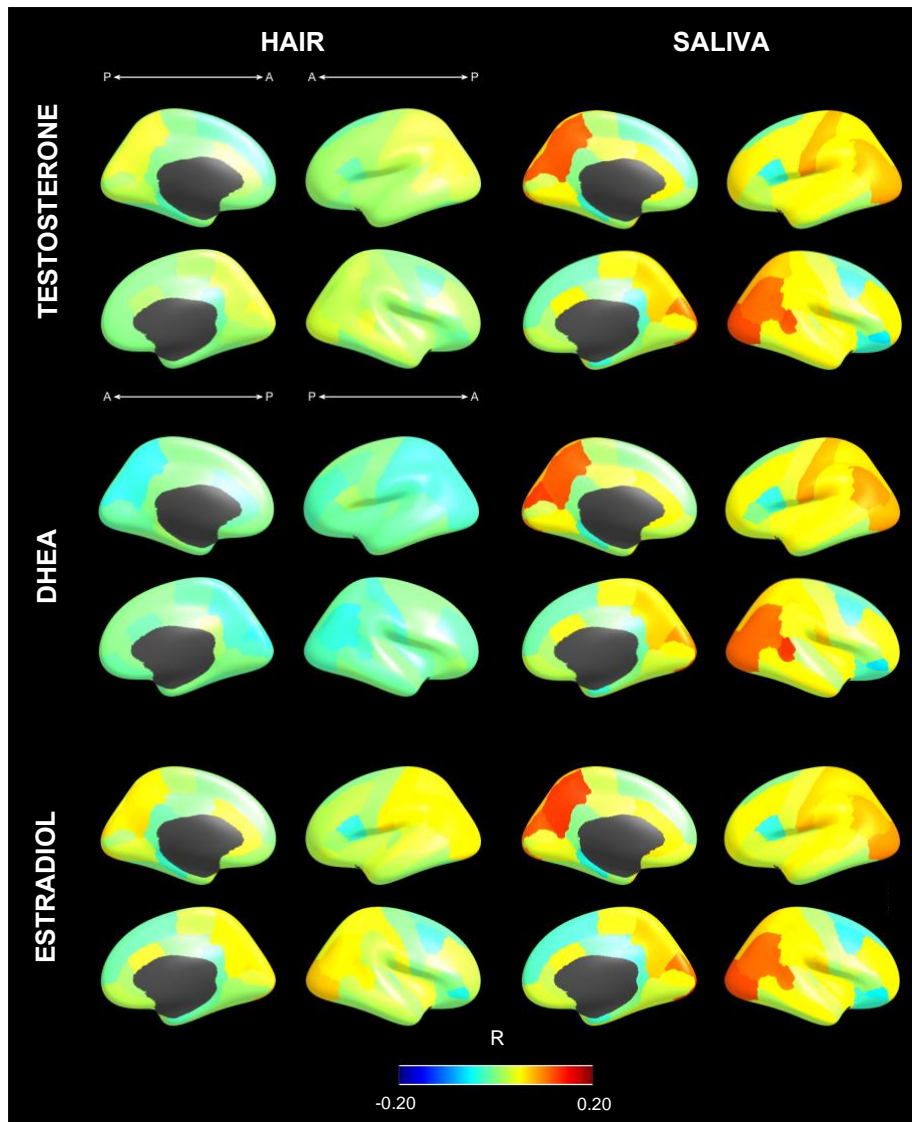 HAIR SALIVA
P A A P
TESTOSTERONE
A P P A
DHEA
ESTRADIOL
R
-0.20 0.20